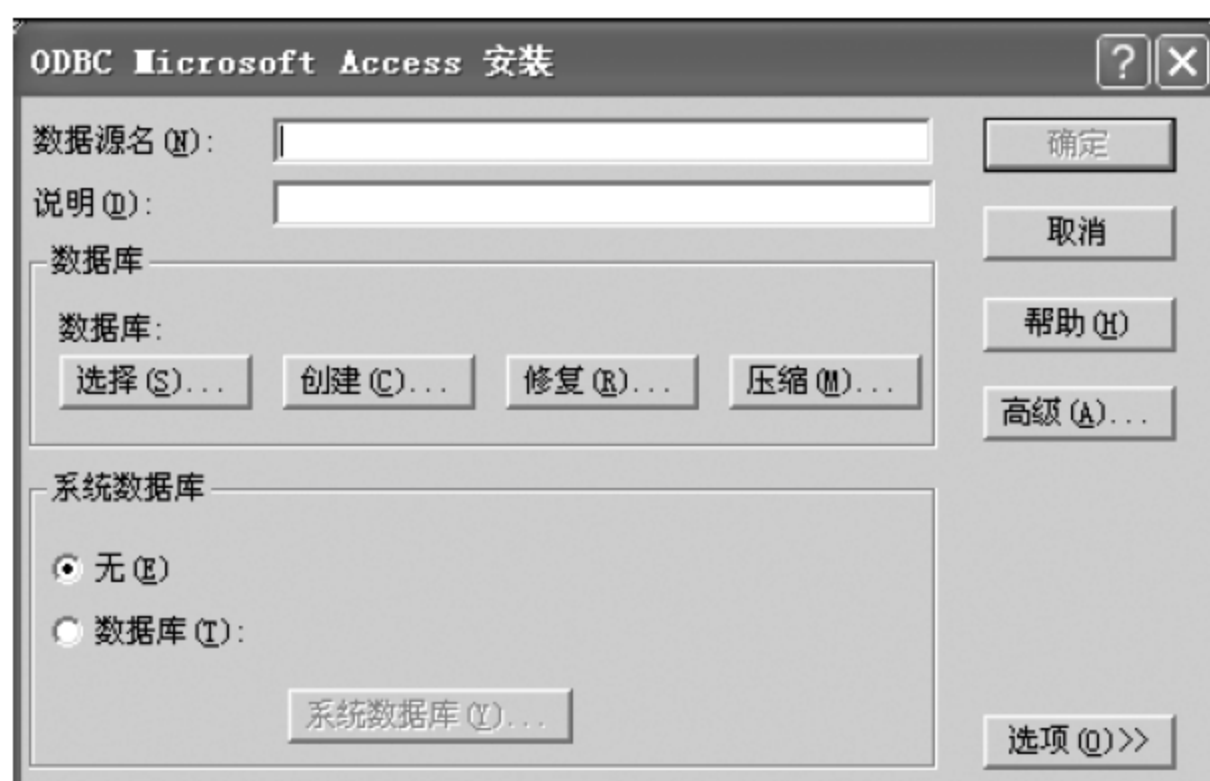 ODBC Microsoft Access 安装
数据源名(N):
确定
说明(D):
取消
数据库
数据库:
帮助(H)
选择(S)...
创建(C)...
修复(R)...
压缩(M)...
高级(A)...
系统数据库
无(E)
数据库(T):
系统数据库(Y)...
选项(O)>>